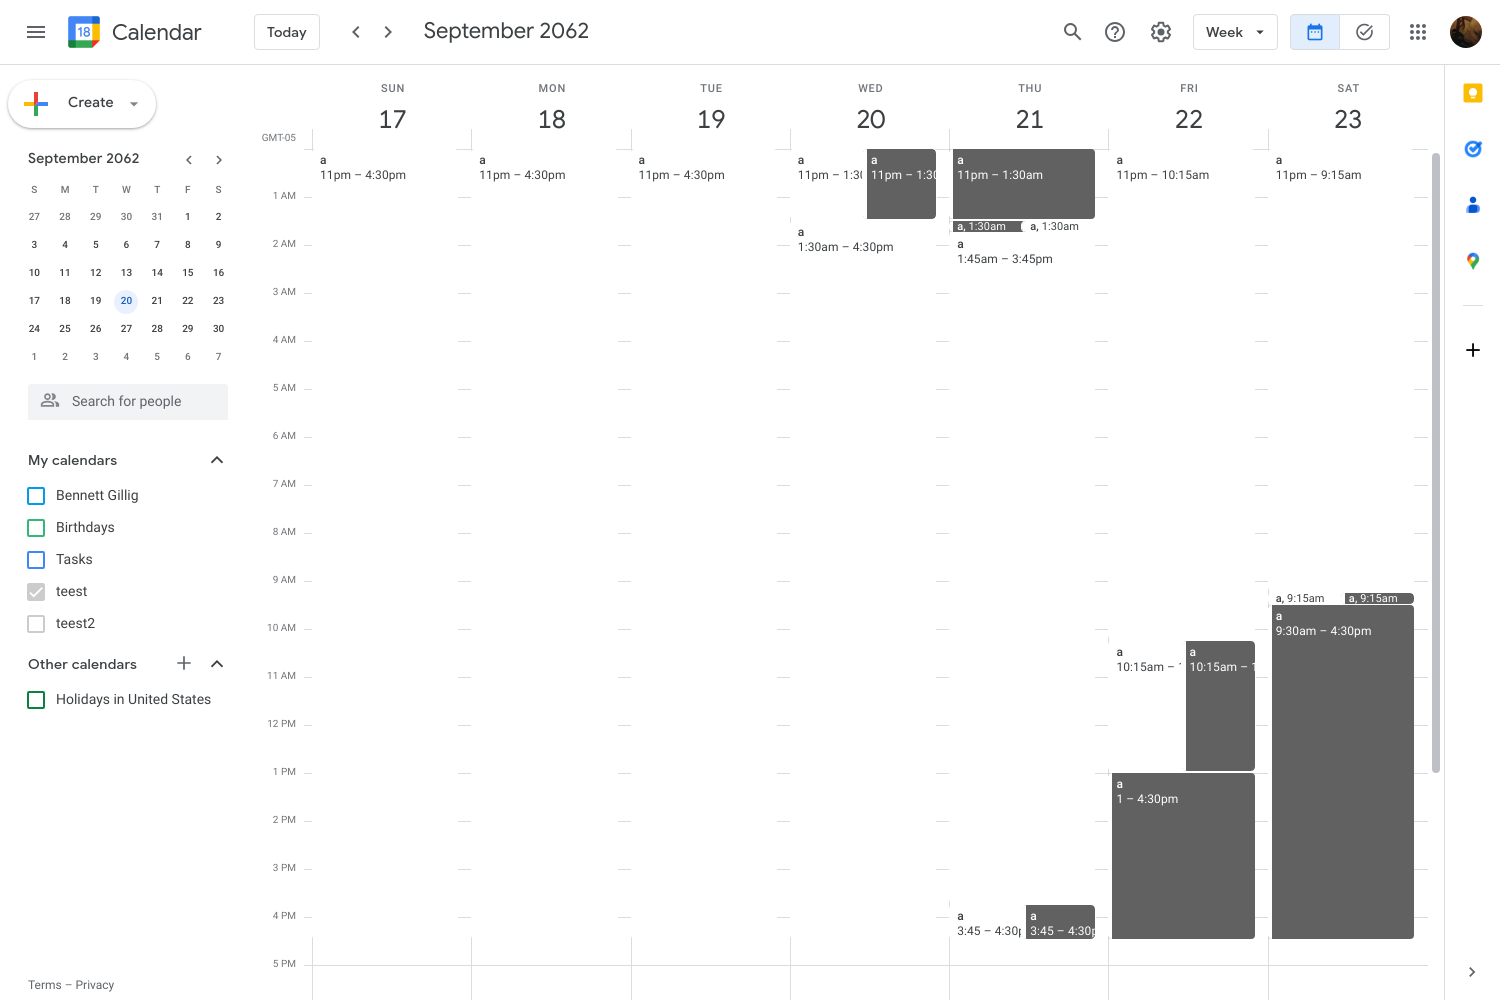 18 Calendar
Today
September 2062
Week
Create
September 2062
S M T W T F S
27 28 29 30 31 1 2
3 4 5 6 7 8 9
10 11 12 13 14 15 16
17 18 19 20 21 22 23
24 25 26 27 28 29 30
1 2 3 4 5 6 7
Search for people
My calendars
Bennett Gillig
Birthdays
Tasks
teest
teest2
Other calendars
Holidays in United States
Terms – Privacy
SUN MON TUE WED THU FRI SAT
17 18 19 20 21 22 23
GMT-05
1 AM
2 AM
3 AM
4 AM
5 AM
6 AM
7 AM
8 AM
9 AM
10 AM
11 AM
12 PM
1 PM
2 PM
3 PM
4 PM
5 PM
a
11pm – 4:30pm
a
11pm – 4:30pm
a
11pm – 4:30pm
a
11pm – 1:30
a
11pm – 1:30
a
1:30am – 4:30pm
a
11pm – 1:30am
a, 1:30am
a, 1:30am
a
1:45am – 3:45pm
a
3:45 – 4:30p
a
3:45 – 4:30p
a
11pm – 10:15am
a
10:15am –
a
10:15am – 1
a
1 – 4:30pm
a
11pm – 9:15am
a, 9:15am
a, 9:15am
a
9:30am – 4:30pm